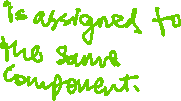 is assigned to
the same
component.